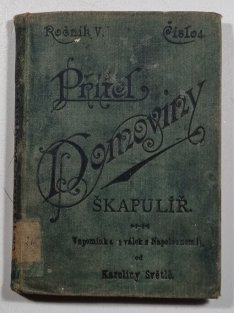 Ročník V. Číslo 4.
Přítel
Domoviny
ŠKAPULÍŘ.
Vzpomínka z válek s Napoleonem I.
od
Karoliny Světlé